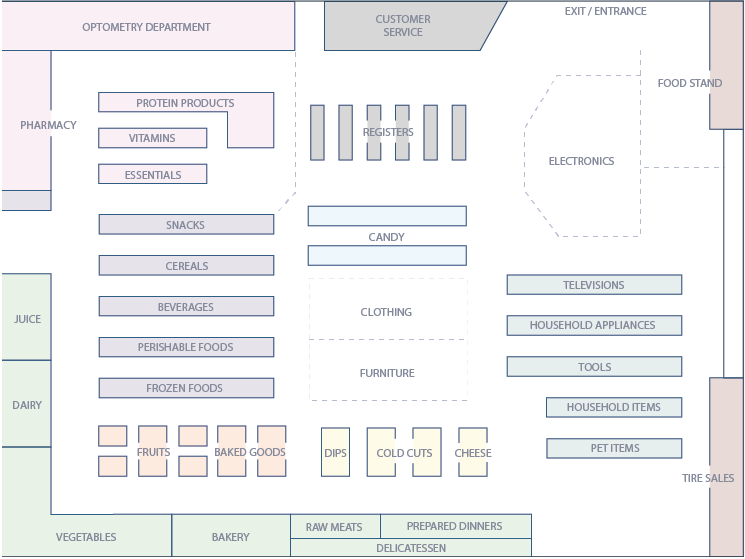 OPTOMETRY DEPARTMENT
CUSTOMER
SERVICE
EXIT / ENTRANCE
FOOD STAND
PHARMACY
PROTEIN PRODUCTS
VITAMINS
ESSENTIALS
REGISTERS
ELECTRONICS
SNACKS
CANDY
CEREALS
BEVERAGES
PERISHABLE FOODS
FROZEN FOODS
JUICE
DAIRY
CLOTHING
FURNITURE
TELEVISIONS
HOUSEHOLD APPLIANCES
TOOLS
HOUSEHOLD ITEMS
PET ITEMS
FRUITS
BAKED GOODS
DIPS
COLD CUTS
CHEESE
TIRE SALES
VEGETABLES
BAKERY
RAW MEATS
PREPARED DINNERS
DELICATESSEN